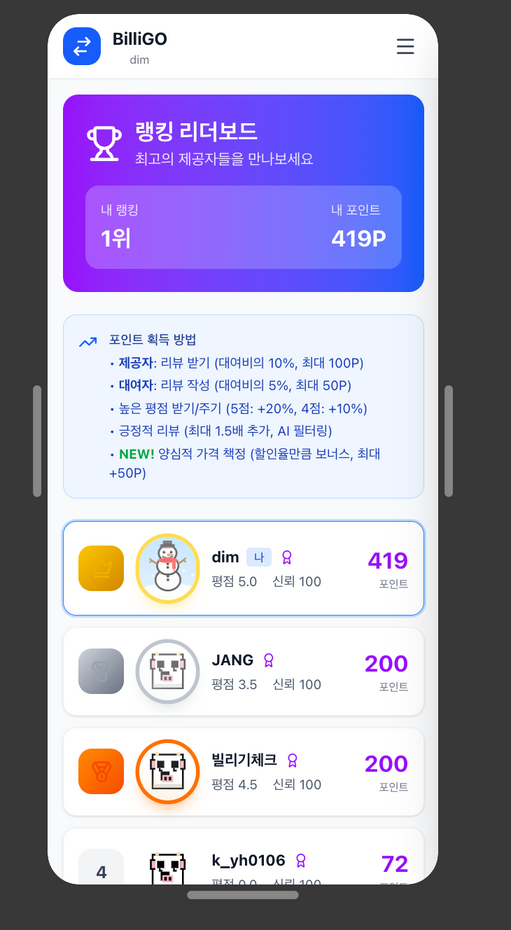 BilliGO
dim
랭킹 리더보드
최고의 제공자들을 만나보세요
내 랭킹
내 포인트
1위
419P
포인트 획득 방법
• 제공자: 리뷰 받기 (대여비의 10%, 최대 100P)
• 대여자: 리뷰 작성 (대여비의 5%, 최대 50P)
• 높은 평점 받기/주기 (5점: +20%, 4점: +10%)
• 긍정적 리뷰 (최대 1.5배 추가, AI 필터링)
• NEW! 양심적 가격 책정 (할인율만큼 보너스, 최대
+50P)
dim 나
419
평점 5.0 신뢰 100
포인트
JANG
200
평점 3.5 신뢰 100
포인트
빌리기체크
200
평점 4.5 신뢰 100
포인트
4
k_yh0106
72
평점 0.0 신뢰 100
포인트